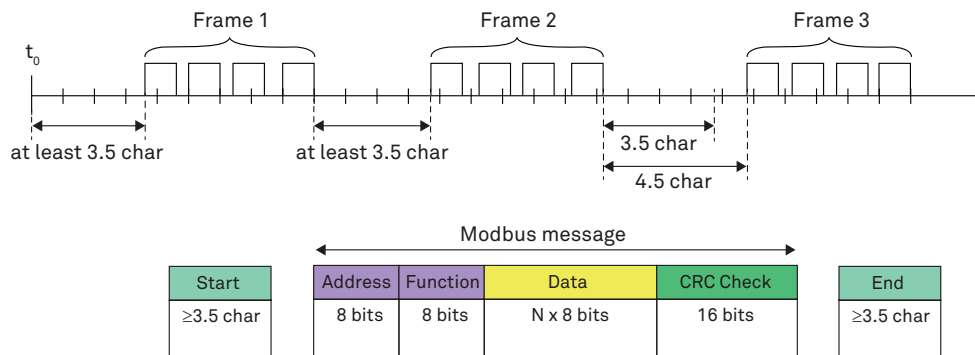 Frame 1 Frame 2 Frame 3
t0
at least 3.5 char at least 3.5 char 3.5 char
4.5 char
Modbus message
Start Address Function Data CRC Check End
≥3.5 char 8 bits 8 bits N x 8 bits 16 bits ≥3.5 char